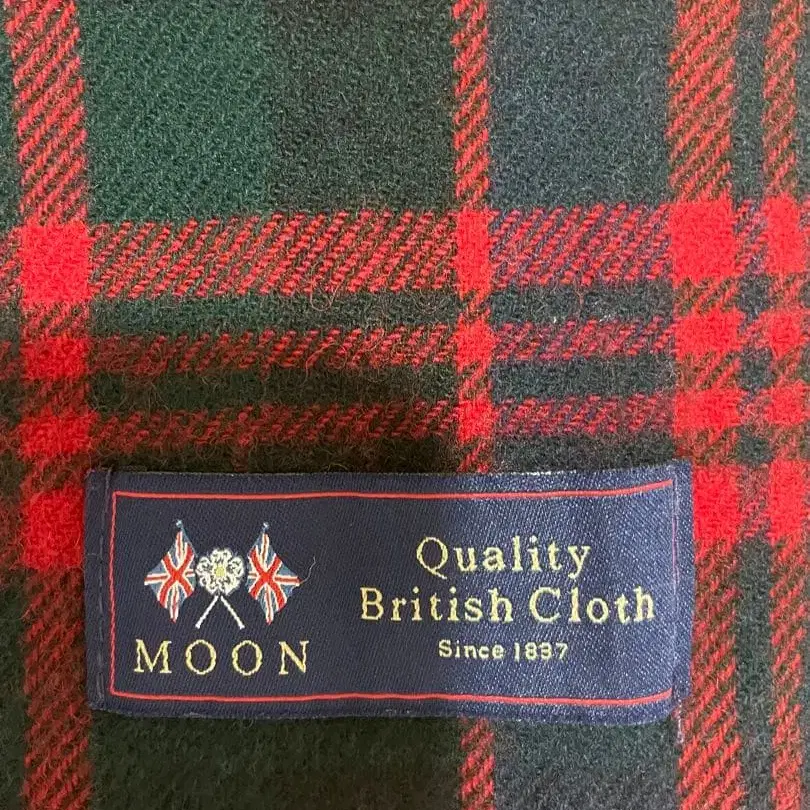 Quality
British Cloth
Since 1837
MOON